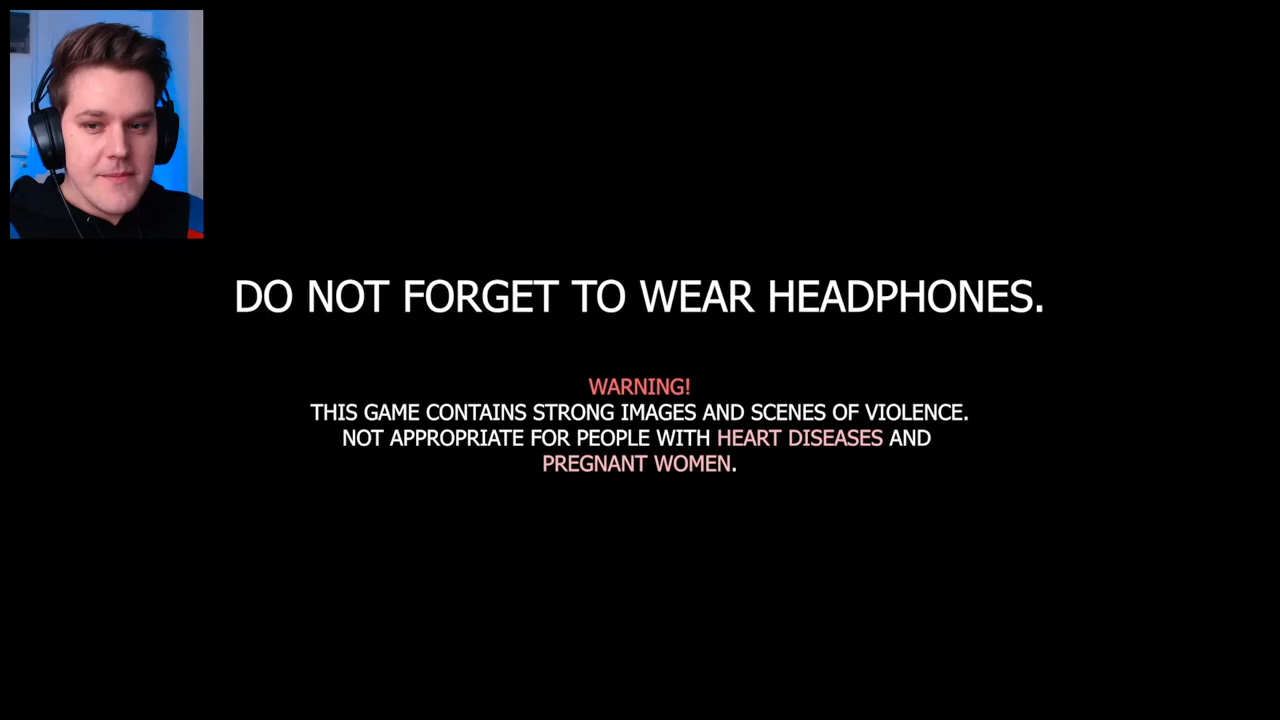 DO NOT FORGET TO WEAR HEADPHONES.
WARNING!
THIS GAME CONTAINS STRONG IMAGES AND SCENES OF VIOLENCE.
NOT APPROPRIATE FOR PEOPLE WITH HEART DISEASES AND
PREGNANT WOMEN.